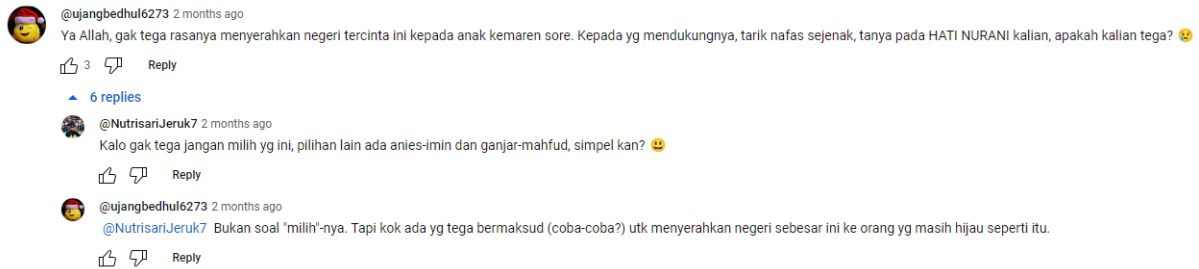 @ujangbedhul6273 2 months ago
Ya Allah, gak tega rasanya menyerahkan negeri tercinta ini kepada anak kemaren sore. Kepada yg mendukungnya, tarik nafas sejenak, tanya pada HATI NURANI kalian, apakah kalian tega? 😢
3 Reply
6 replies
@NutrisariJeruk7 2 months ago
Kalo gak tega jangan milih yg ini, pilihan lain ada anies-imin dan ganjar-mahfud, simpel kan? 😃
Reply
@ujangbedhul6273 2 months ago
@NutrisariJeruk7 Bukan soal "milih"-nya. Tapi kok ada yg tega bermaksud (coba-coba?) utk menyerahkan negeri sebesar ini ke orang yg masih hijau seperti itu.
Reply